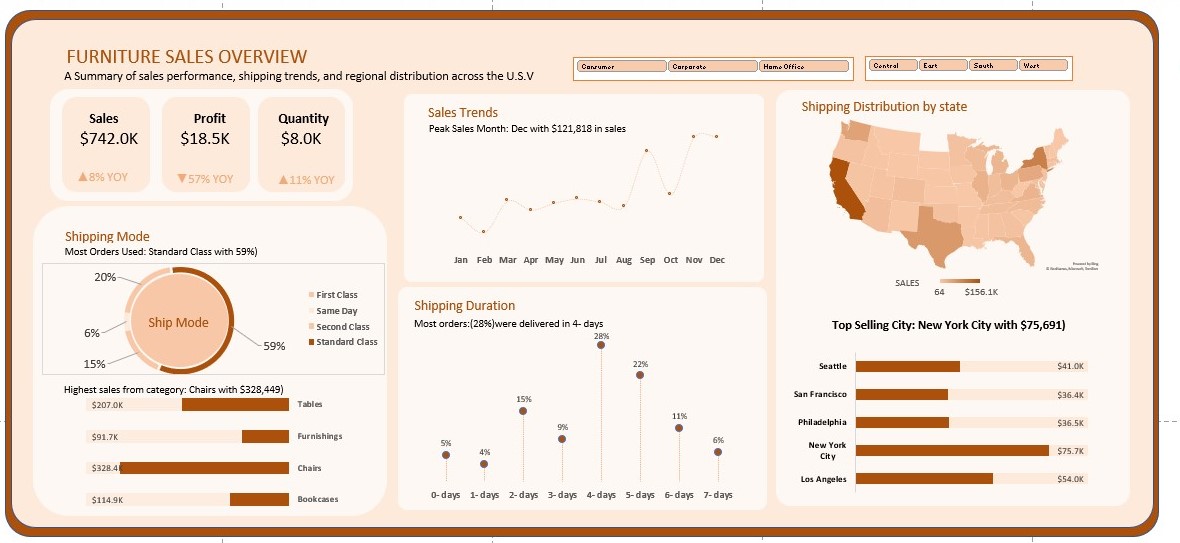 FURNITURE SALES OVERVIEW
A Summary of sales performance, shipping trends, and regional distribution across the U.S.V
Consumer
Corporate
Home Office
Central
East
South
West
Sales
$742.0K
▲8% YOY
Profit
$18.5K
▼57% YOY
Quantity
$8.0K
▲11% YOY
Shipping Mode
Most Orders Used: Standard Class with 59%)
20%
6%
15%
59%
Ship Mode
First Class
Same Day
Second Class
Standard Class
Highest sales from category: Chairs with $328,449)
$207.0K Tables
$91.7K Furnishings
$328.4K Chairs
$114.9K Bookcases
Sales Trends
Peak Sales Month: Dec with $121,818 in sales
Jan Feb Mar Apr May Jun Jul Aug Sep Oct Nov Dec
Shipping Duration
Most orders:(28%)were delivered in 4- days
5% 4% 15% 9% 28% 22% 11% 6%
0- days 1- days 2- days 3- days 4- days 5- days 6- days 7- days
Shipping Distribution by state
Powered by Bing
SALES
64 $156.1K
Top Selling City: New York City with $75,691)
Seattle $41.0K
San Francisco $36.4K
Philadelphia $36.5K
New York
City $75.7K
Los Angeles $54.0K